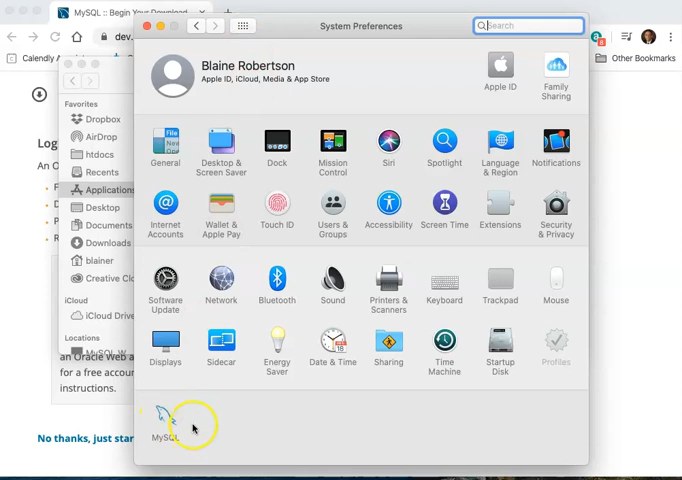 MySQL :: Begin Your Download
System Preferences
Search
dev.
Calendly
Other Bookmarks
Blaine Robertson
Apple ID, iCloud, Media & App Store
Apple ID
Family
Sharing
Favorites
Dropbox
AirDrop
htdocs
Recents
Applications
Desktop
Documents
Downloads
blainer
Creative Clo
iCloud
iCloud Drive
Locations
General
Desktop &
Screen Saver
Dock
Mission
Control
Siri
Spotlight
Language
& Region
Notifications
Internet
Accounts
Wallet &
Apple Pay
Touch ID
Users &
Groups
Accessibility
Screen Time
Extensions
Security
& Privacy
Software
Update
Network
Bluetooth
Sound
Printers &
Scanners
Keyboard
Trackpad
Mouse
Displays
Sidecar
Energy
Saver
Date & Time
Sharing
Time
Machine
Startup
Disk
Profiles
MySQL
an Oracle Web a
for a free accou
instructions.
No thanks, just star